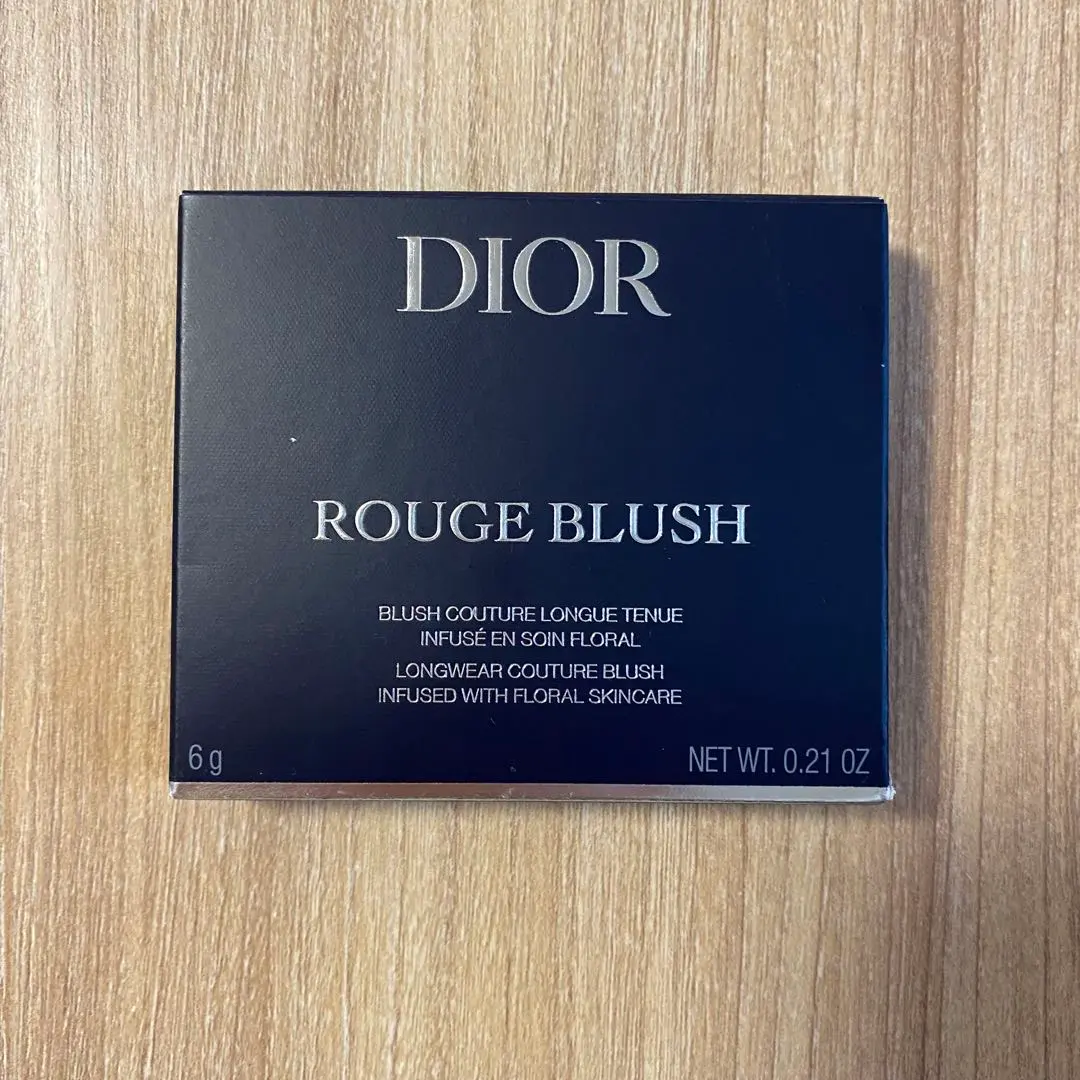 DIOR
ROUGE BLUSH
BLUSH COUTURE LONGUE TENUE
INFUSÉ EN SOIN FLORAL
LONGWEAR COUTURE BLUSH
INFUSED WITH FLORAL SKINCARE
6 g NET WT. 0.21 OZ